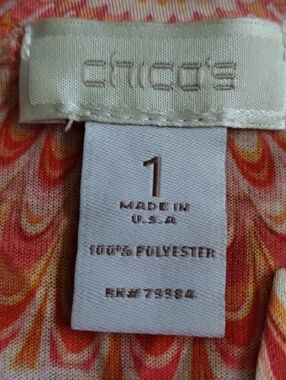 chico's
1
MADE IN
U.S.A
100% POLYESTER
RN# 79984